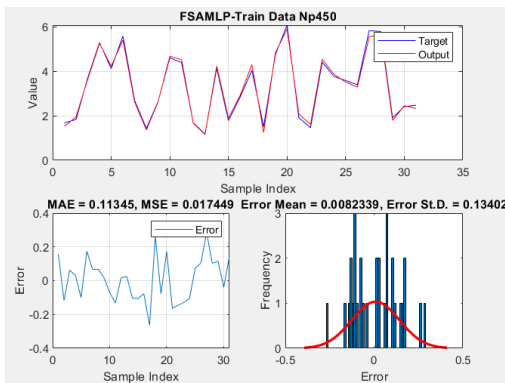 FSAMLP-Train Data Np450
6
4
2
0
Value
Target
Output
0 5 10 15 20 25 30 35
Sample Index
MAE = 0.11345, MSE = 0.017449
0.4
0.2
0
-0.2
-0.4
Error
Error
0 10 20 30
Sample Index
Error Mean = 0.0082339, Error St.D. = 0.13402
3
2
1
0
Frequency
-0.5 0 0.5
Error